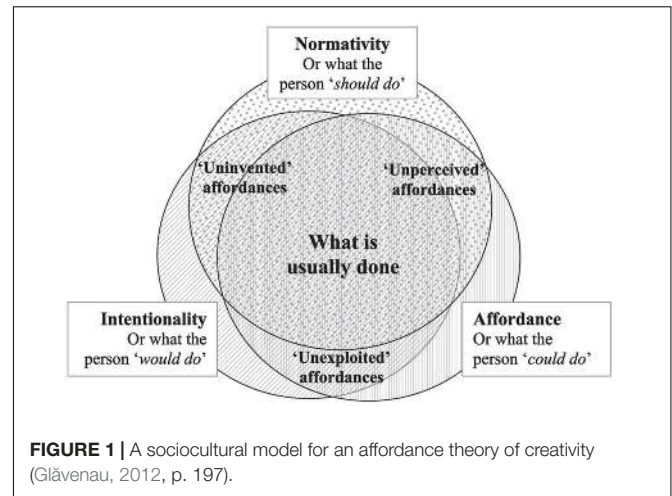 Normativity
Or what the
person ‘should do’
‘Uninvented’
affordances
‘Unperceived’
affordances
What is
usually done
Intentionality
Or what the
person ‘would do’
Affordance
Or what the
person ‘could do’
‘Unexploited’
affordances
FIGURE 1 | A sociocultural model for an affordance theory of creativity
(Glăvenau, 2012, p. 197).